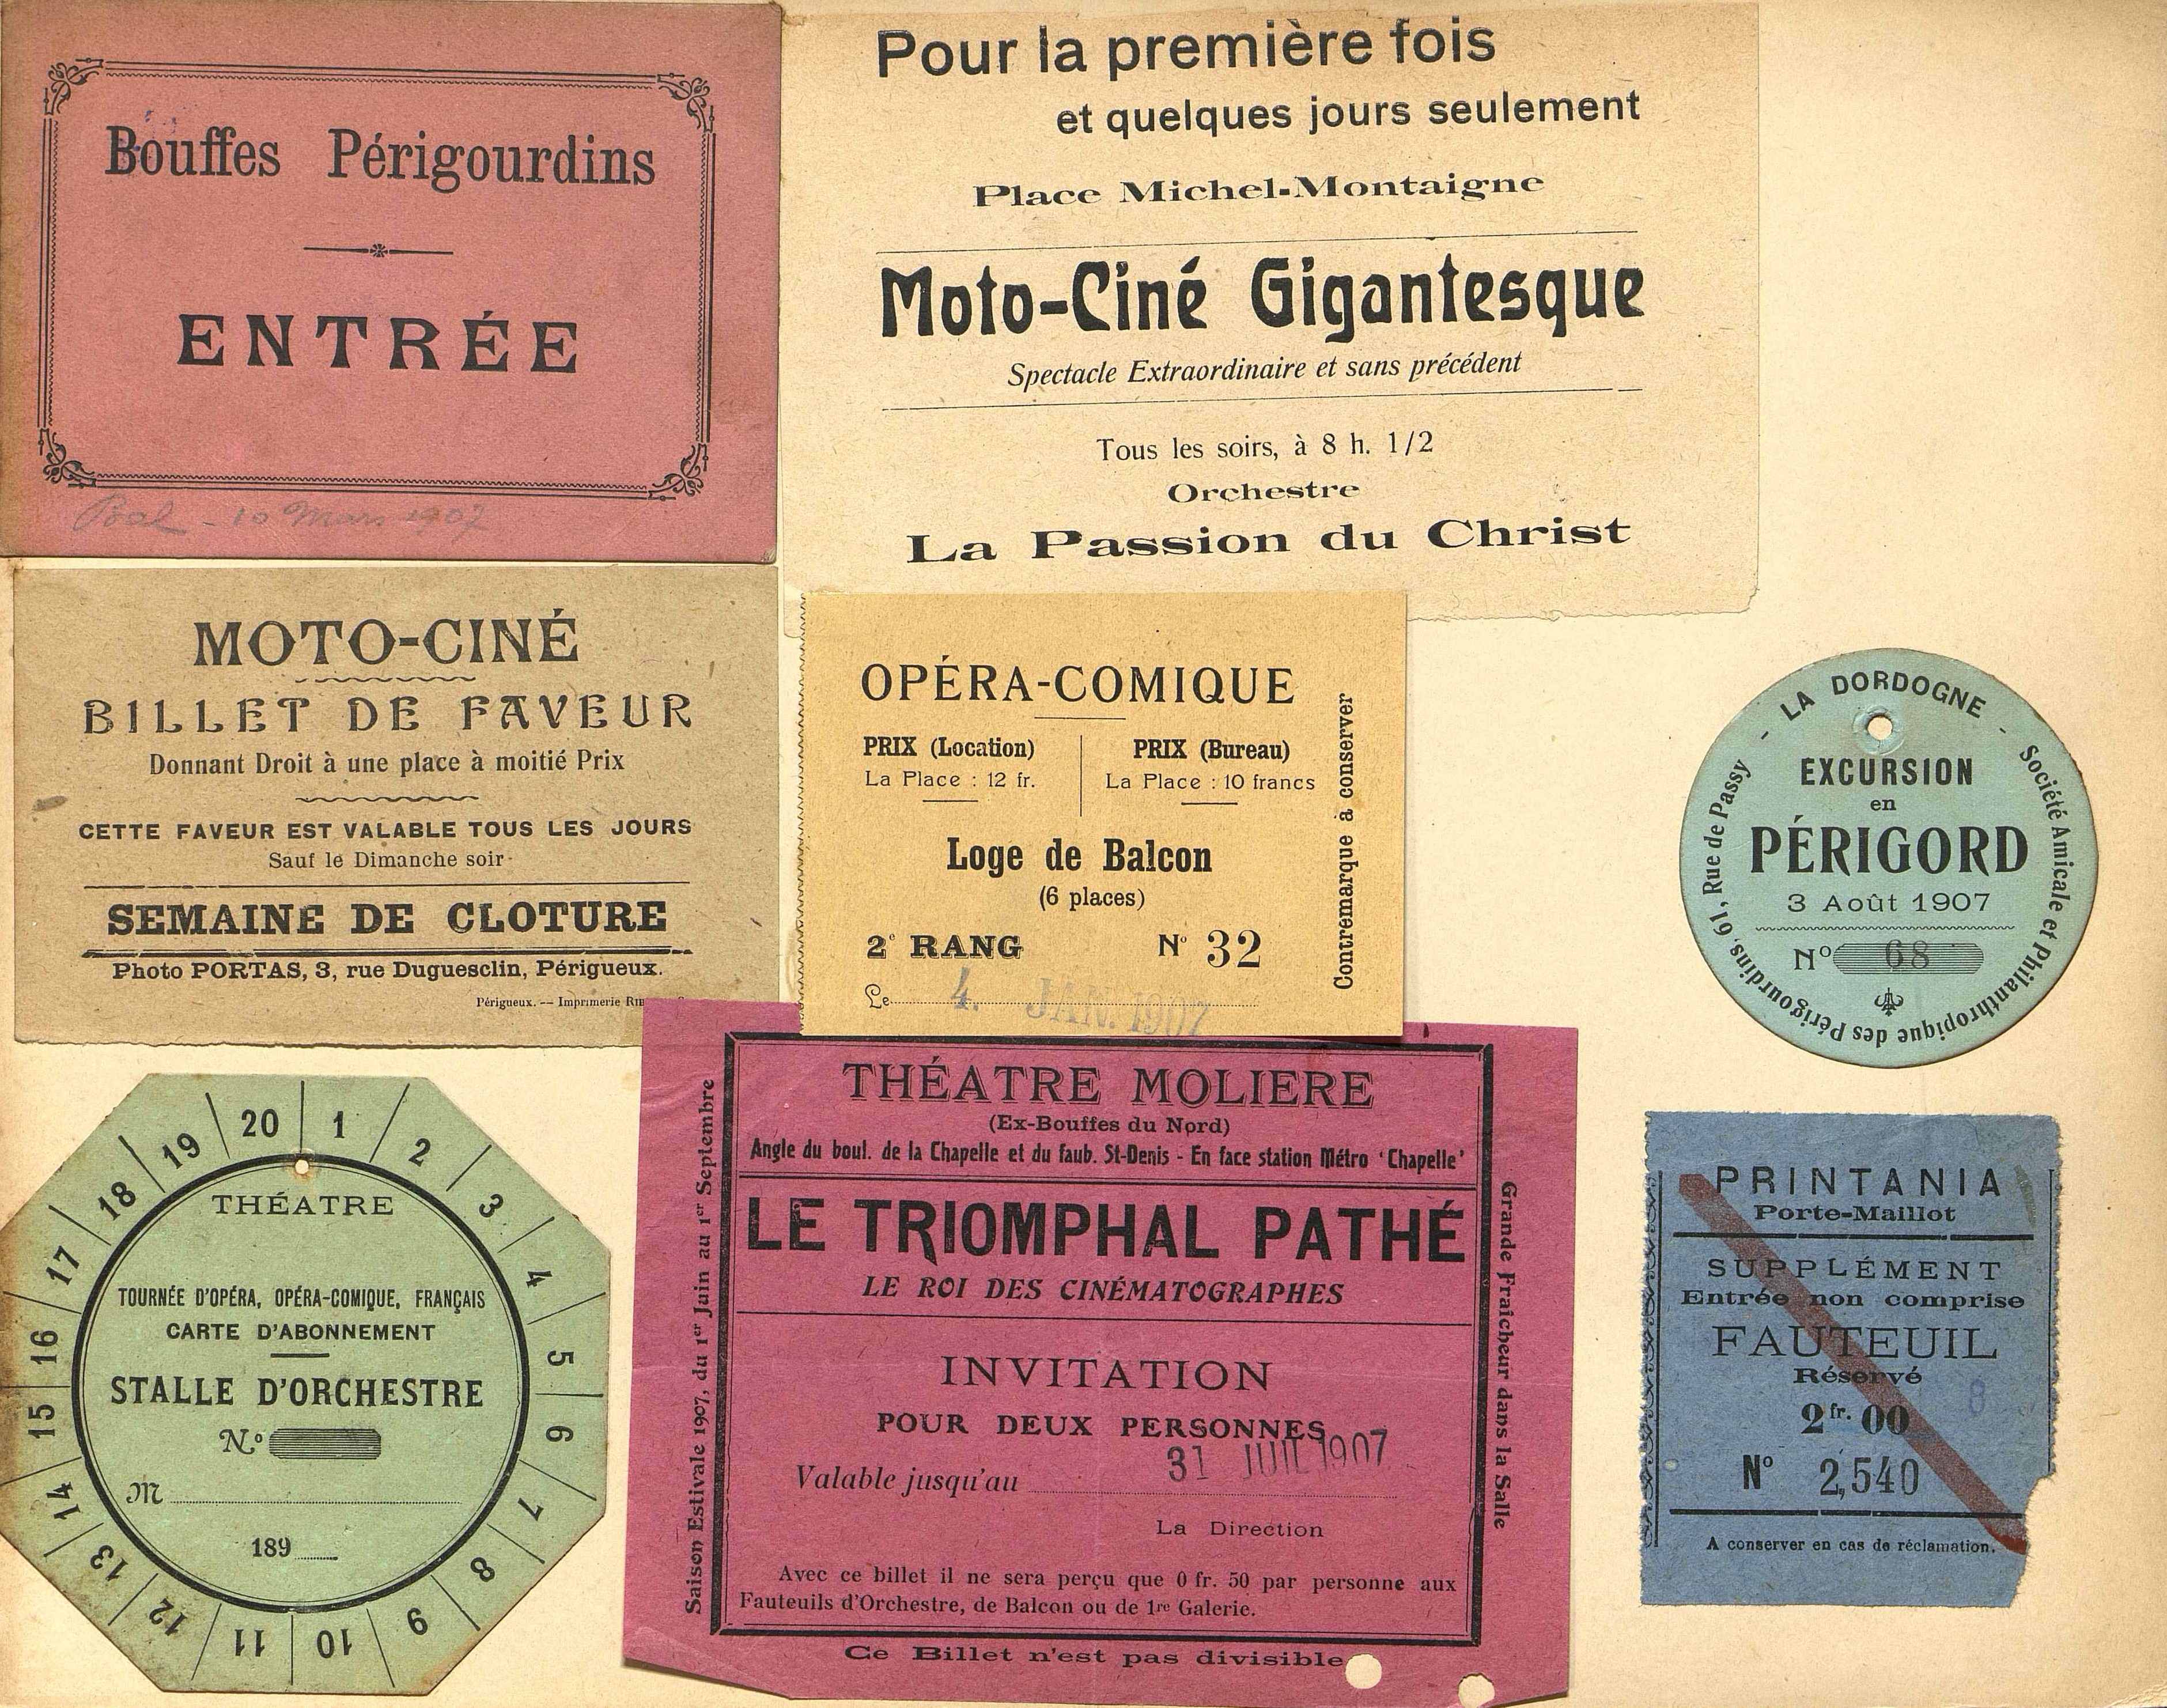 Bouffes Périgourdins
ENTRÉE
Bal - 10 Mars 1907
Pour la première fois
et quelques jours seulement
Place Michel-Montaigne
Moto-Ciné Gigantesque
Spectacle Extraordinaire et sans précédent
Tous les soirs, à 8 h. 1/2
Orchestre
La Passion du Christ
MOTO-CINÉ
BILLET DE FAVEUR
Donnant Droit à une place à moitié Prix
CETTE FAVEUR EST VALABLE TOUS LES JOURS
Sauf le Dimanche soir
SEMAINE DE CLOTURE
Photo PORTAS, 3, rue Duguesclin, Périgueux.
Périgueux. — Imprimerie
OPÉRA-COMIQUE
PRIX (Location)
La Place : 12 fr.
PRIX (Bureau)
La Place : 10 francs
Loge de Balcon
(6 places)
2e RANG No 32
Le 4. JAN. 1907
Contremarque à conserver
- LA DORDOGNE -
Société Amicale et Philanthropique des Périgourdins, 61, Rue de Passy
EXCURSION
en
PÉRIGORD
3 Août 1907
No 68
20 1 2 3 4 5 6 7 8 9 10 11 12 13 14 15 16 17 18 19
THÉATRE
TOURNÉE D'OPÉRA, OPÉRA-COMIQUE, FRANÇAIS
CARTE D'ABONNEMENT
STALLE D'ORCHESTRE
No
M
189
THÉATRE MOLIERE
(Ex-Bouffes du Nord)
Angle du boul. de la Chapelle et du faub. St-Denis - En face station Métro 'Chapelle'
LE TRIOMPHAL PATHÉ
LE ROI DES CINÉMATOGRAPHES
INVITATION
POUR DEUX PERSONNES
Valable jusqu'au 31 JUIL 1907
La Direction
Avec ce billet il ne sera perçu que 0 fr. 50 par personne aux
Fauteuils d'Orchestre, de Balcon ou de 1re Galerie.
Ce Billet n'est pas divisible
Saison Estivale 1907, du 1er Juin au 1er Septembre
Grande Fraîcheur dans la Salle
PRINTANIA
Porte-Maillot
SUPPLÉMENT
Entrée non comprise
FAUTEUIL
Réservé
8
2 fr. 00
No 2,540
A conserver en cas de réclamation.